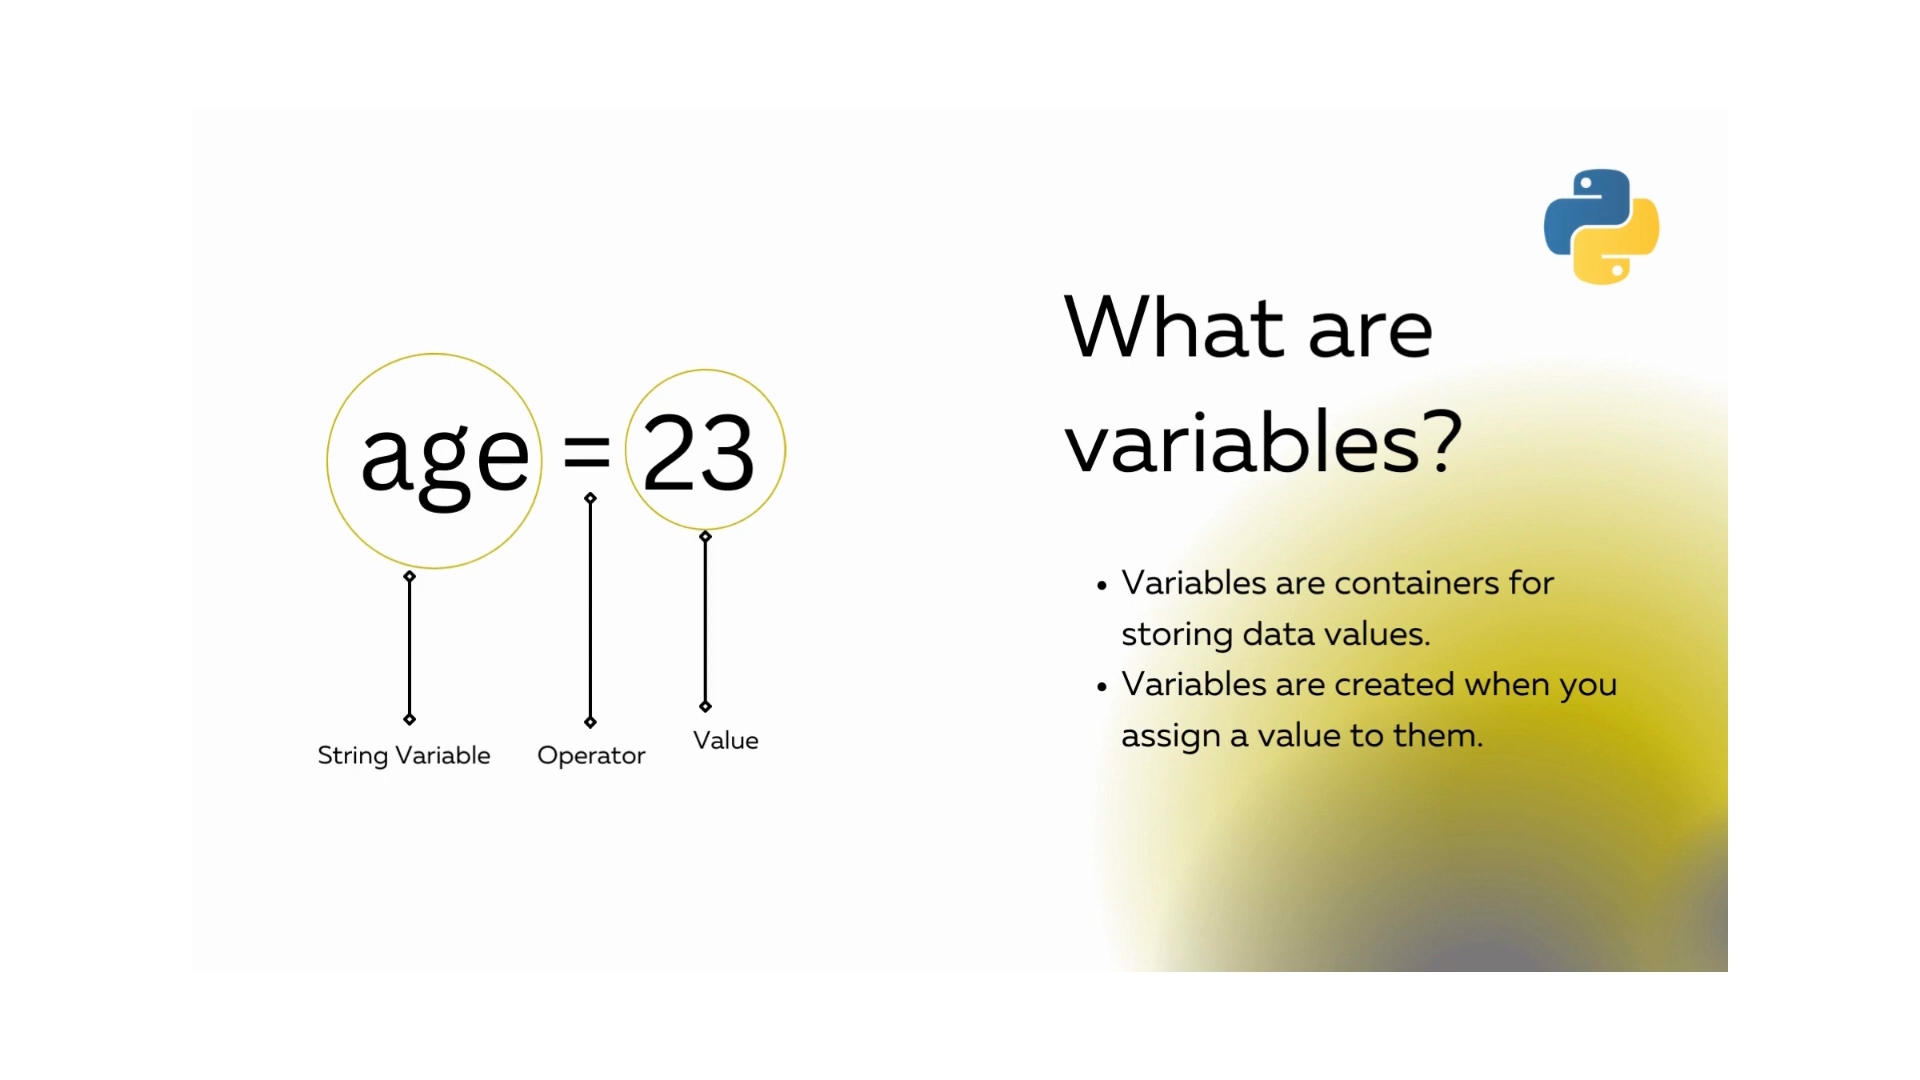 age = 23
String Variable
Operator
Value
What are
variables?
• Variables are containers for
storing data values.
• Variables are created when you
assign a value to them.